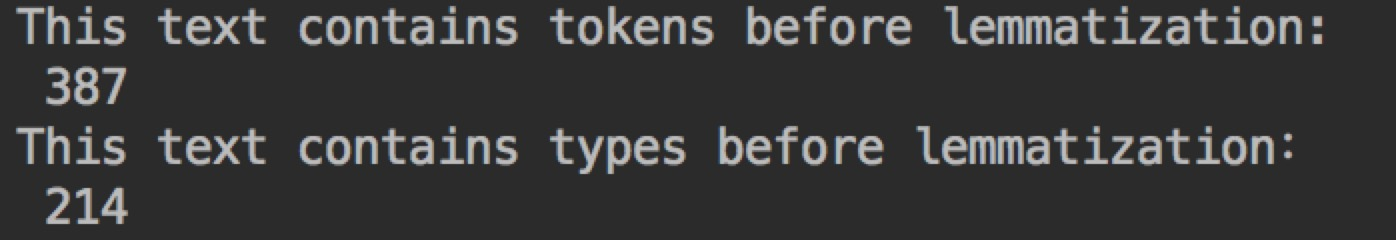 This text contains tokens before lemmatization:
387
This text contains types before lemmatization:
214